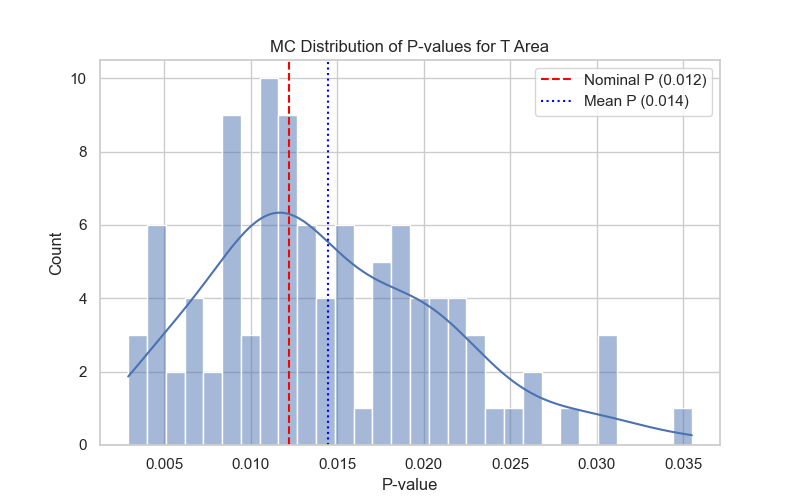 MC Distribution of P-values for T Area
Nominal P (0.012)
Mean P (0.014)
10
8
6
4
2
0
Count
0.005 0.010 0.015 0.020 0.025 0.030 0.035
P-value